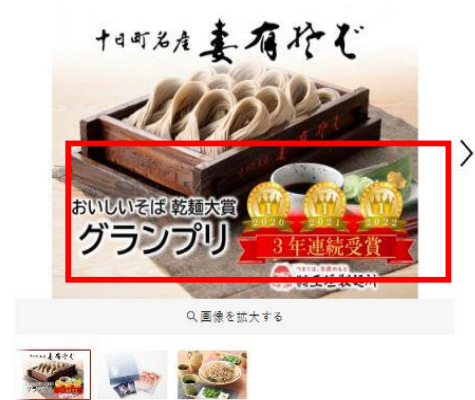 十日町名産 妻有そば
おいしいそば 乾麺大賞
グランプリ
2020 2021 2022
3年連続受賞
画像を拡大する